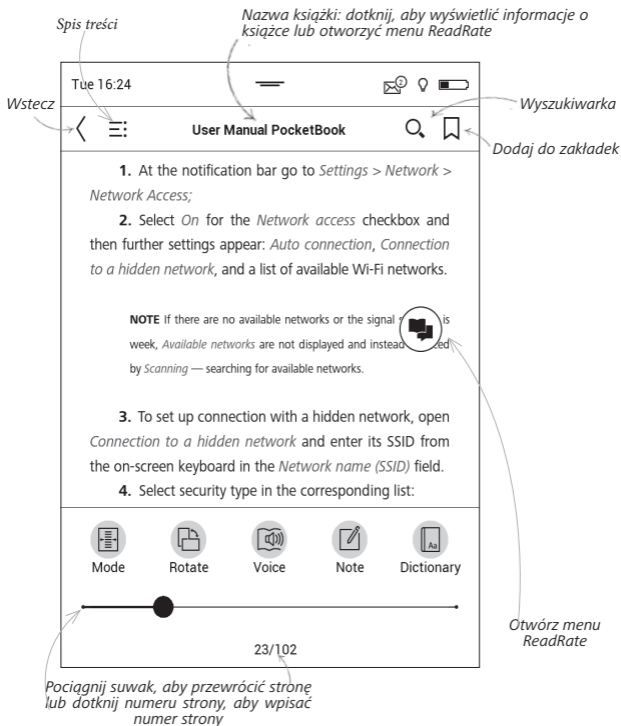 Spis treści
Nazwa książki: dotknij, aby wyświetlić informacje o
książce lub otworzyć menu ReadRate
Wstecz
Tue 16:24
2
User Manual PocketBook
Wyszukiwarka
Dodaj do zakładek
1. At the notification bar go to Settings > Network >
Network Access;
2. Select On for the Network access checkbox and
then further settings appear: Auto connection, Connection
to a hidden network, and a list of available Wi-Fi networks.
NOTE If there are no available networks or the signal is
week, Available networks are not displayed and instead
by Scanning — searching for available networks.
3. To set up connection with a hidden network, open
Connection to a hidden network and enter its SSID from
the on-screen keyboard in the Network name (SSID) field.
4. Select security type in the corresponding list:
Mode Rotate Voice Note Dictionary
Aa
23/102
Otwórz menu
ReadRate
Pociągnij suwak, aby przewrócić stronę
lub dotknij numeru strony, aby wpisać
numer strony